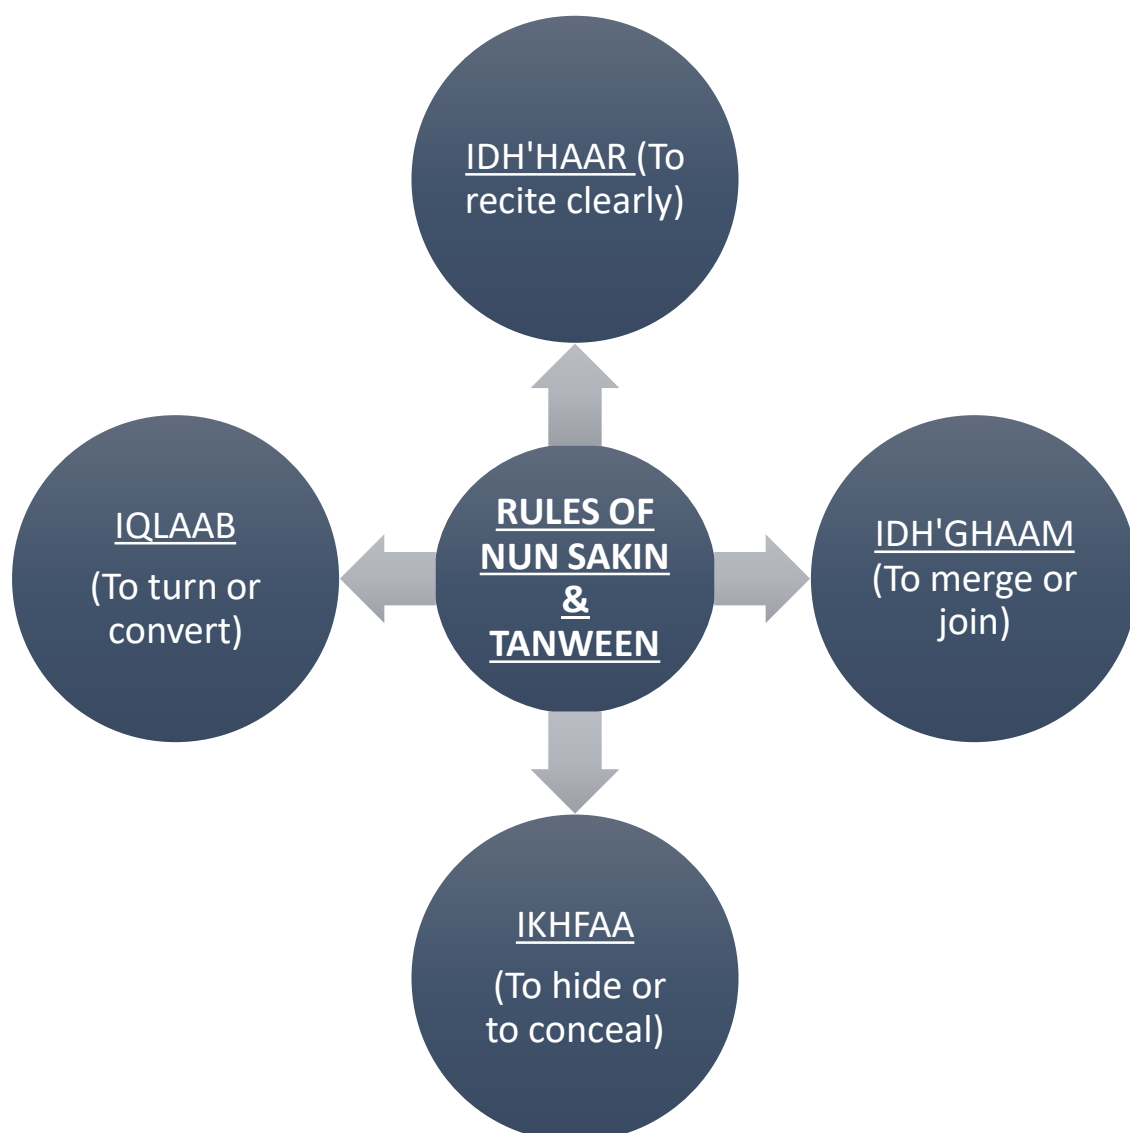 IDH'HAAR (To
recite clearly)
IQLAAB
(To turn or
convert)
RULES OF
NUN SAKIN
&
TANWEEN
IDH'GHAAM
(To merge or
join)
IKHFAA
(To hide or
to conceal)